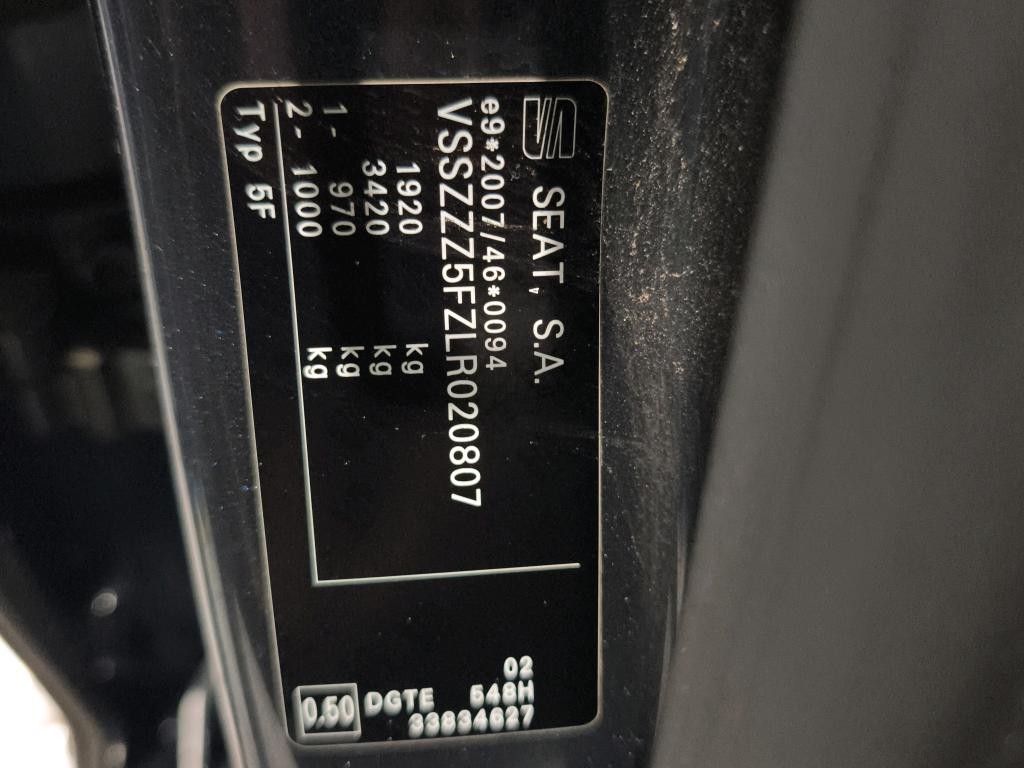 SEAT, S.A.
e9*2007/46*0094
VSSZZZ5FZLR020807
1920 kg
3420 kg
1- 970 kg
2- 1000 kg
Typ 5F
02
548H
33834627
DGTE
0.50